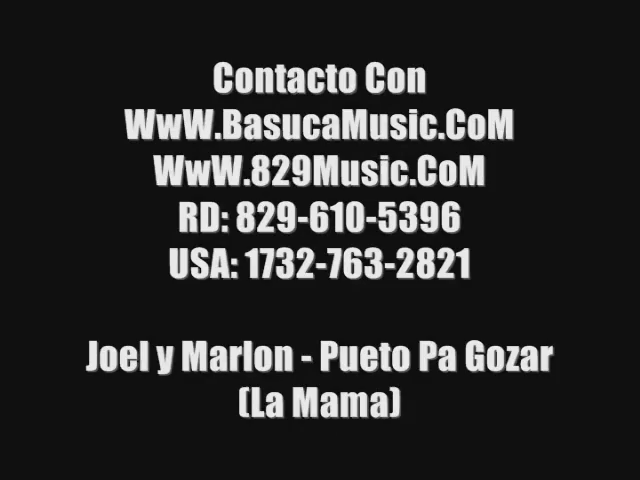 Contacto Con
WwW.BasucaMusic.CoM
WwW.829Music.CoM
RD: 829-610-5396
USA: 1732-763-2821
Joel y Marlon - Pueto Pa Gozar
(La Mama)